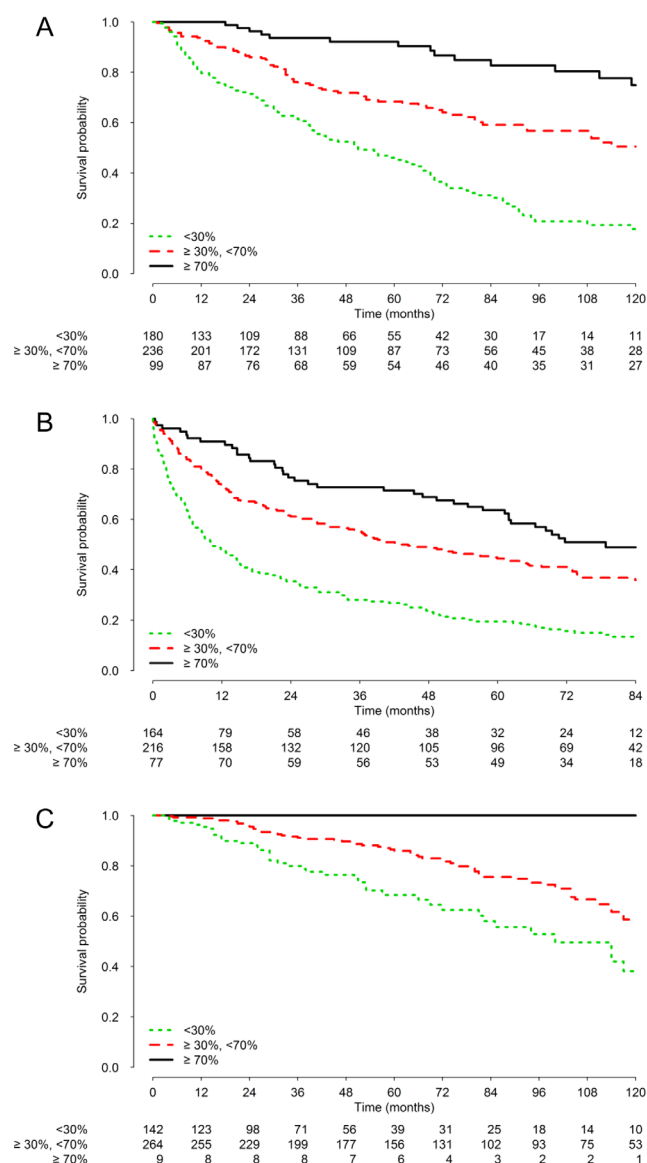 A
1.0
0.8
0.6
0.4
0.2
0.0
Survival probability
<30%
≥ 30%, <70%
≥ 70%
0 12 24 36 48 60 72 84 96 108 120
Time (months)
<30% 180 133 109 88 66 55 42 30 17 14 11
≥ 30%, <70% 236 201 172 131 109 87 73 56 45 38 28
≥ 70% 99 87 76 68 59 54 46 40 35 31 27
B
1.0
0.8
0.6
0.4
0.2
0.0
Survival probability
<30%
≥ 30%, <70%
≥ 70%
0 12 24 36 48 60 72 84
Time (months)
<30% 164 79 58 46 38 32 24 12
≥ 30%, <70% 216 158 132 120 105 96 69 42
≥ 70% 77 70 59 56 53 49 34 18
C
1.0
0.8
0.6
0.4
0.2
0.0
Survival probability
<30%
≥ 30%, <70%
≥ 70%
0 12 24 36 48 60 72 84 96 108 120
Time (months)
<30% 142 123 98 71 56 39 31 25 18 14 10
≥ 30%, <70% 264 255 229 199 177 156 131 102 93 75 53
≥ 70% 9 8 8 8 7 6 4 3 2 2 1